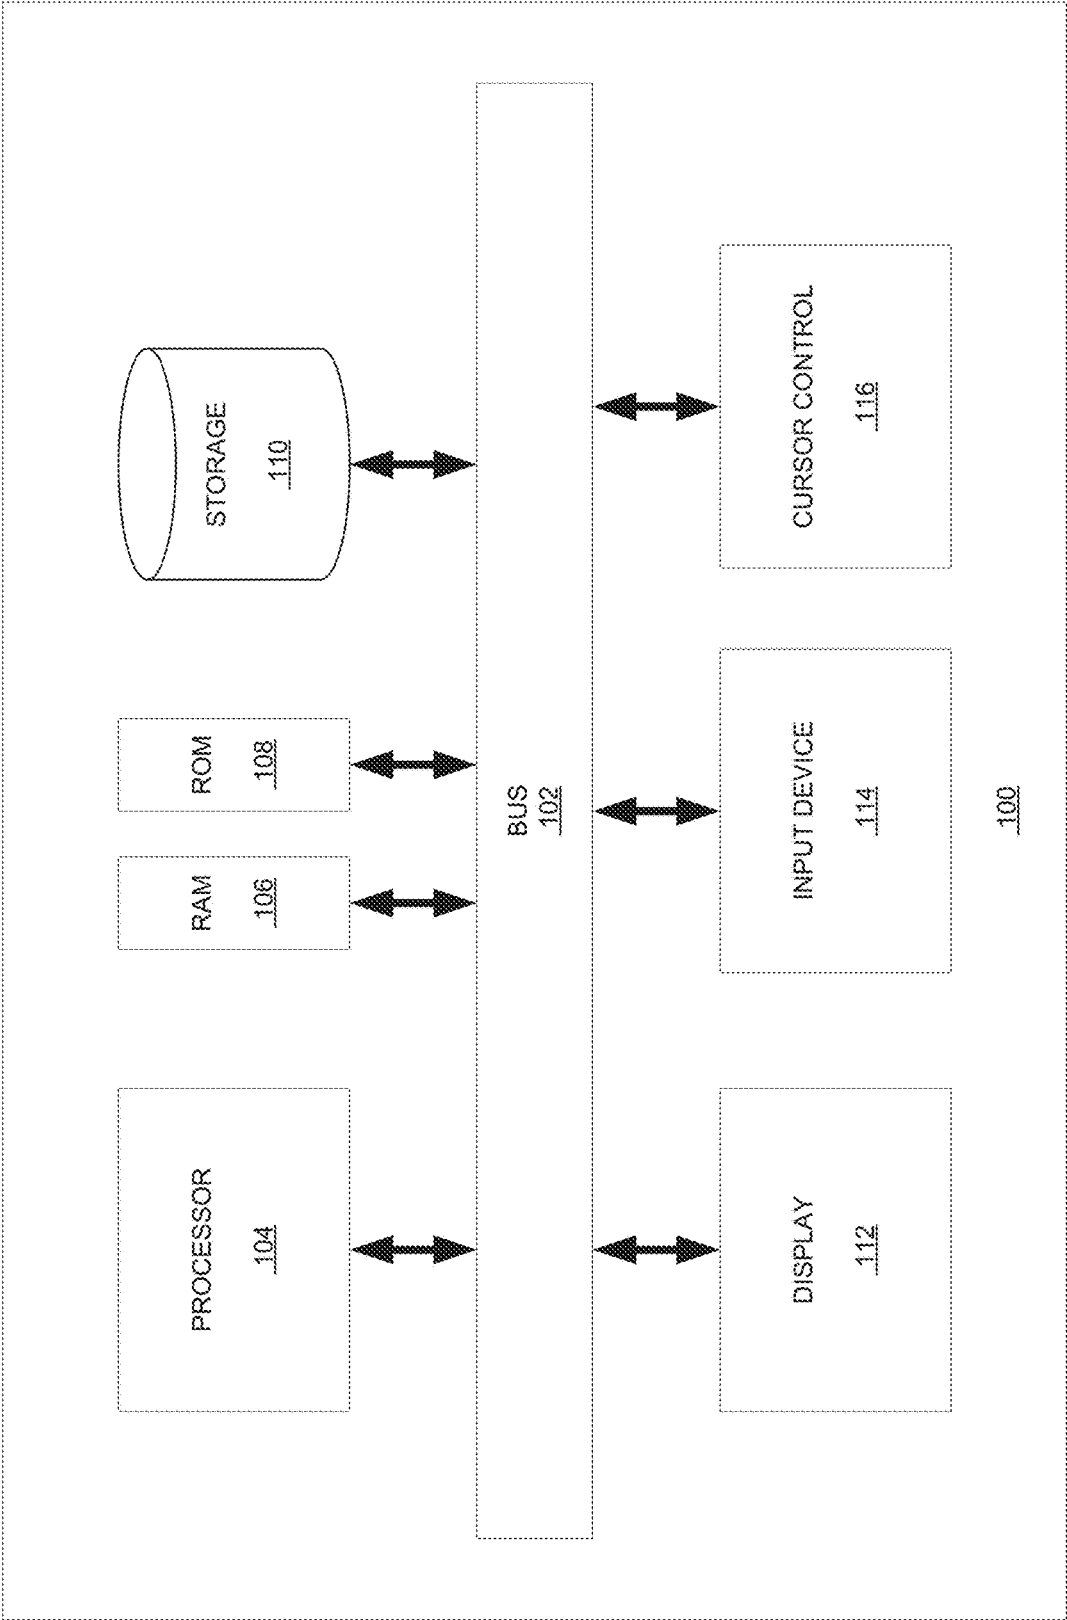 PROCESSOR
104
RAM
106
ROM
108
STORAGE
110
BUS
102
DISPLAY
112
INPUT DEVICE
114
CURSOR CONTROL
116
100